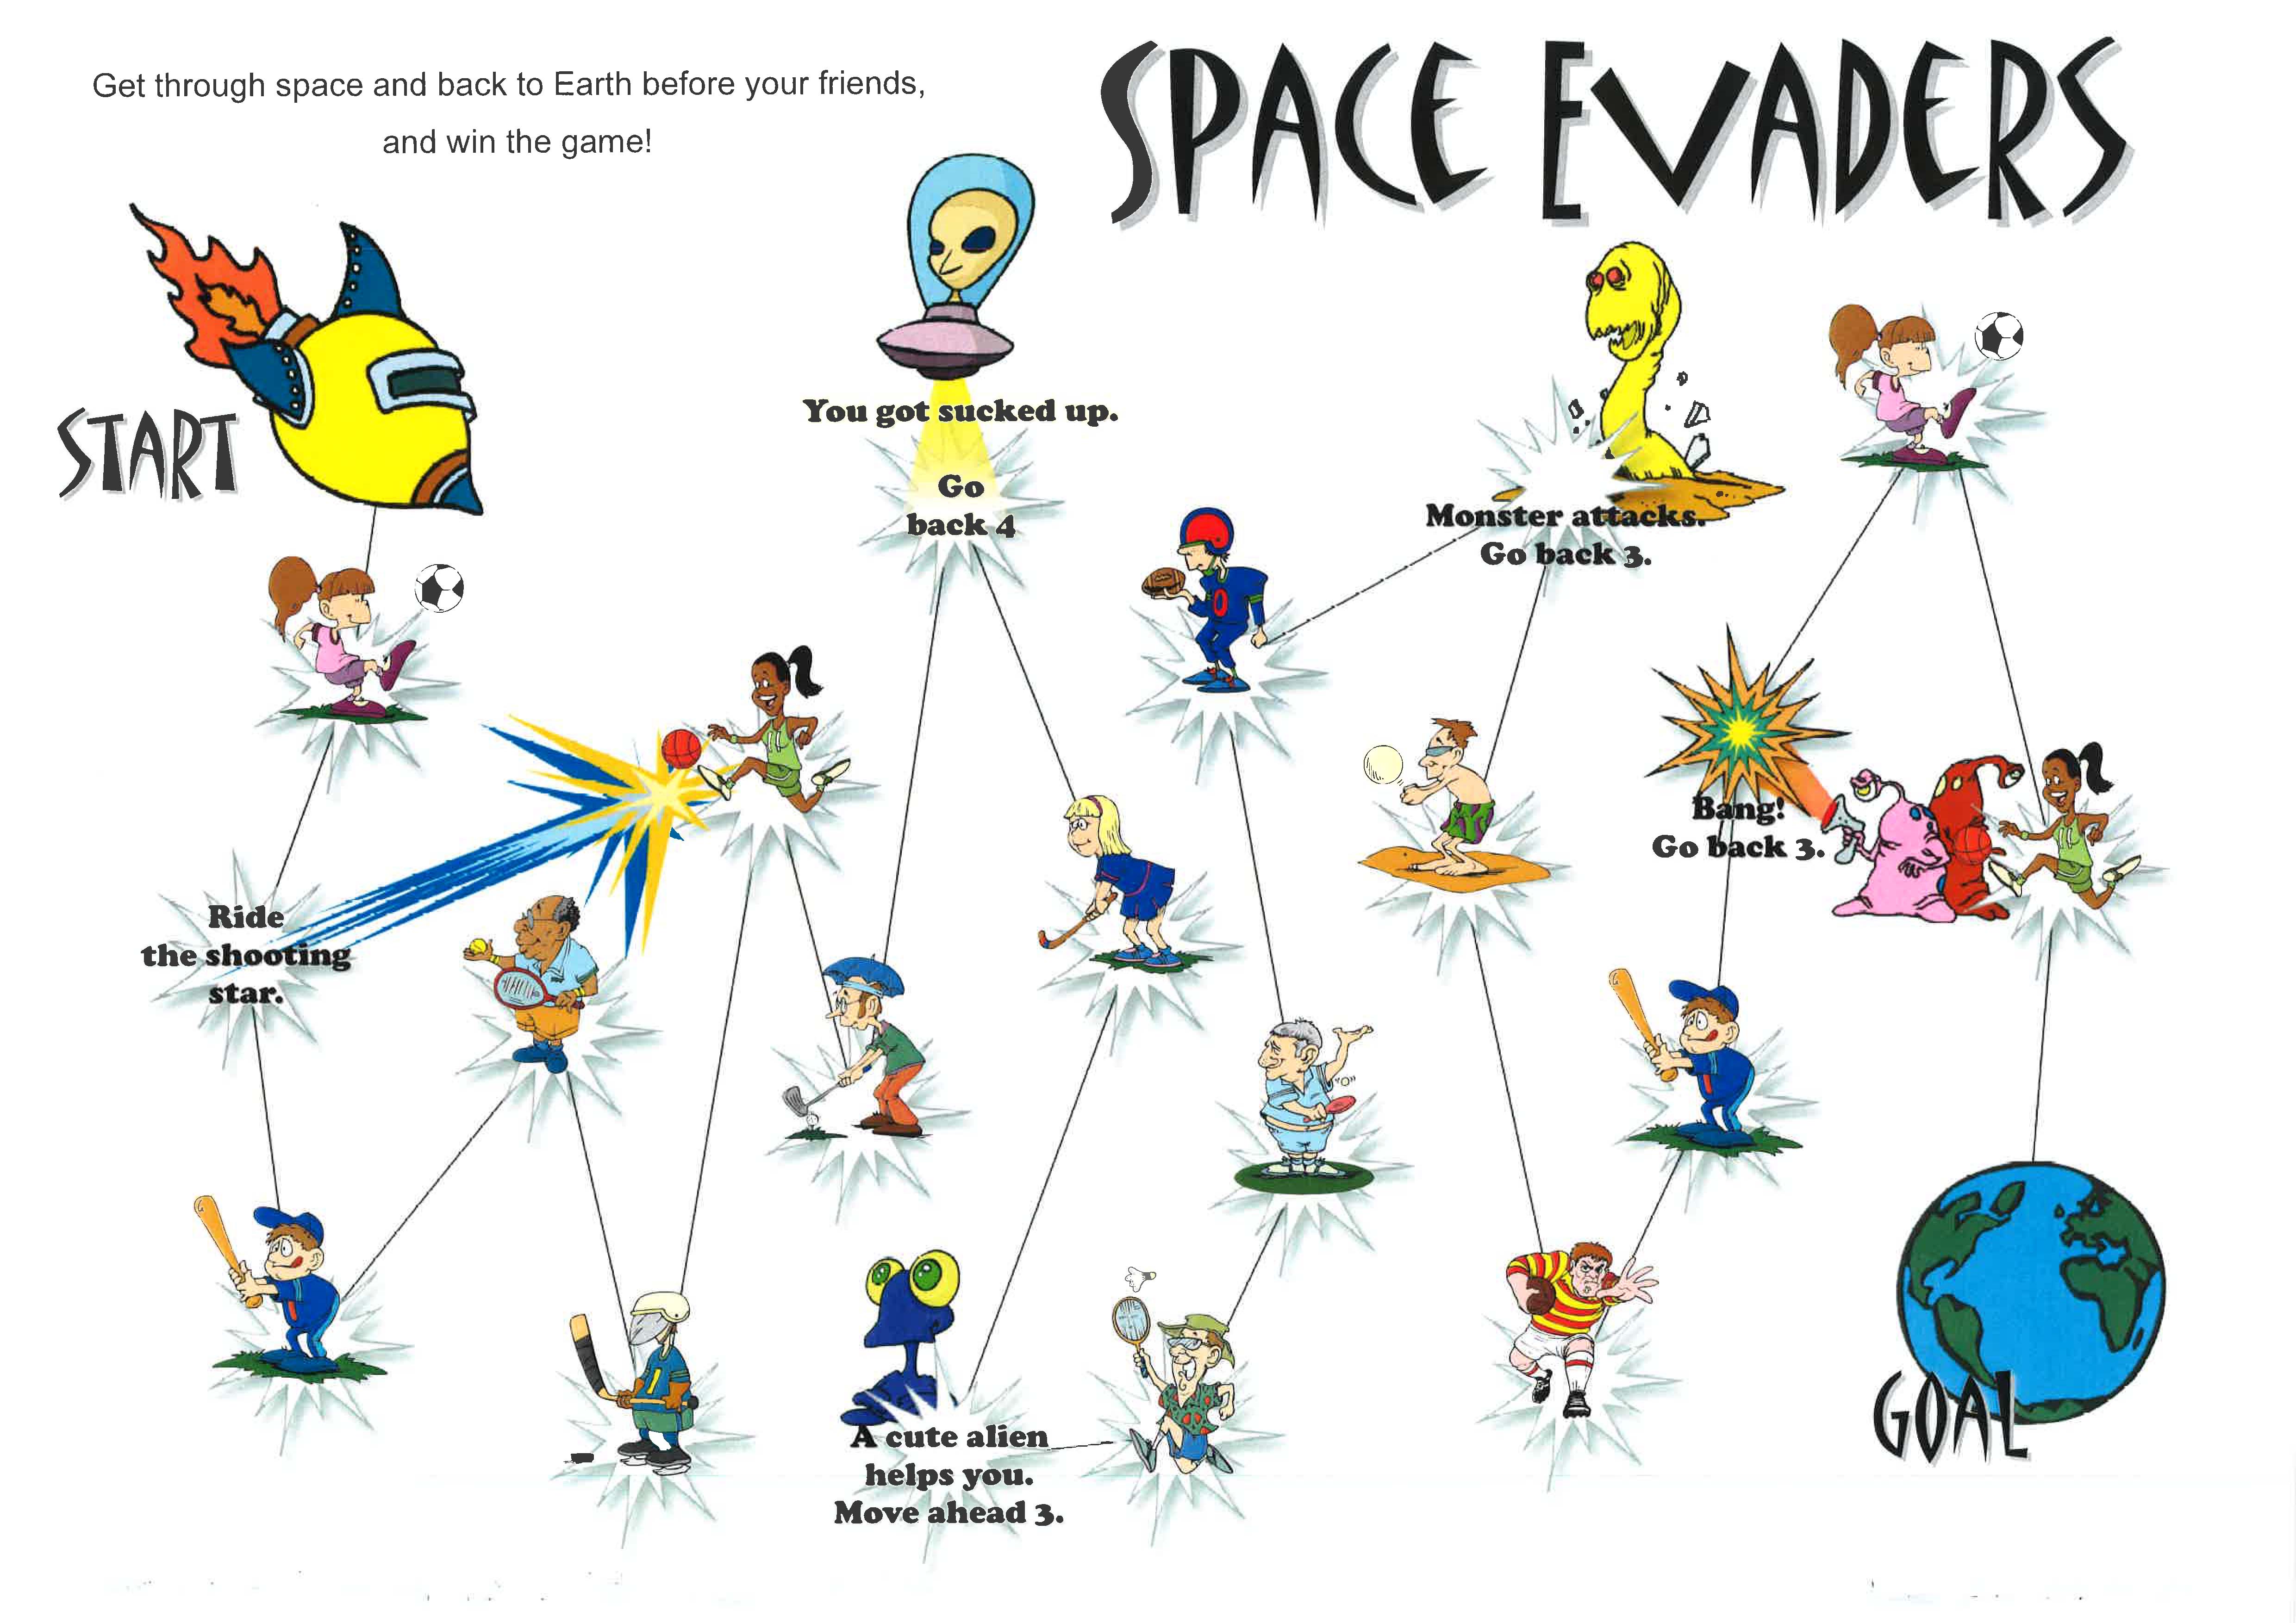 Get through space and back to Earth before your friends,
and win the game!
SPACE EVADERS
START
You got sucked up.
Go
back 4
Monster attacks.
Go back 3.
Bang!
Go back 3.
Ride
the shooting
star.
A cute alien
helps you.
Move ahead 3.
GOAL